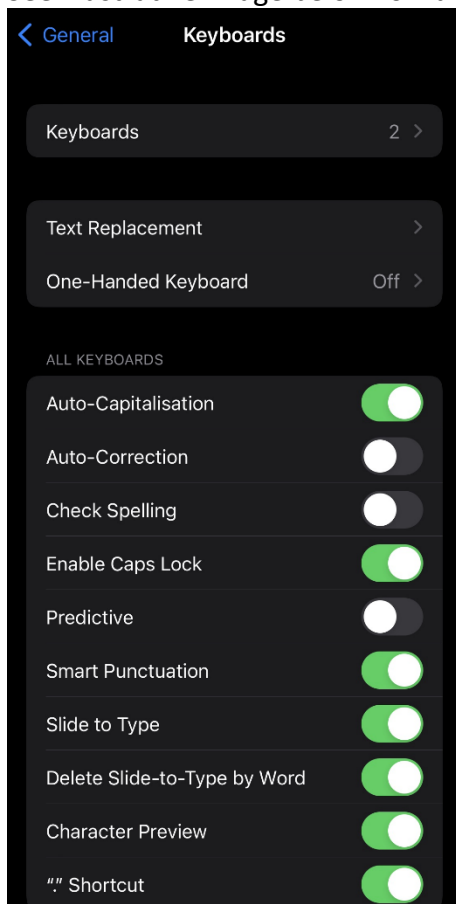 General
Keyboards
Keyboards 2
Text Replacement
One-Handed Keyboard Off
ALL KEYBOARDS
Auto-Capitalisation
Auto-Correction
Check Spelling
Enable Caps Lock
Predictive
Smart Punctuation
Slide to Type
Delete Slide-to-Type by Word
Character Preview
“.” Shortcut